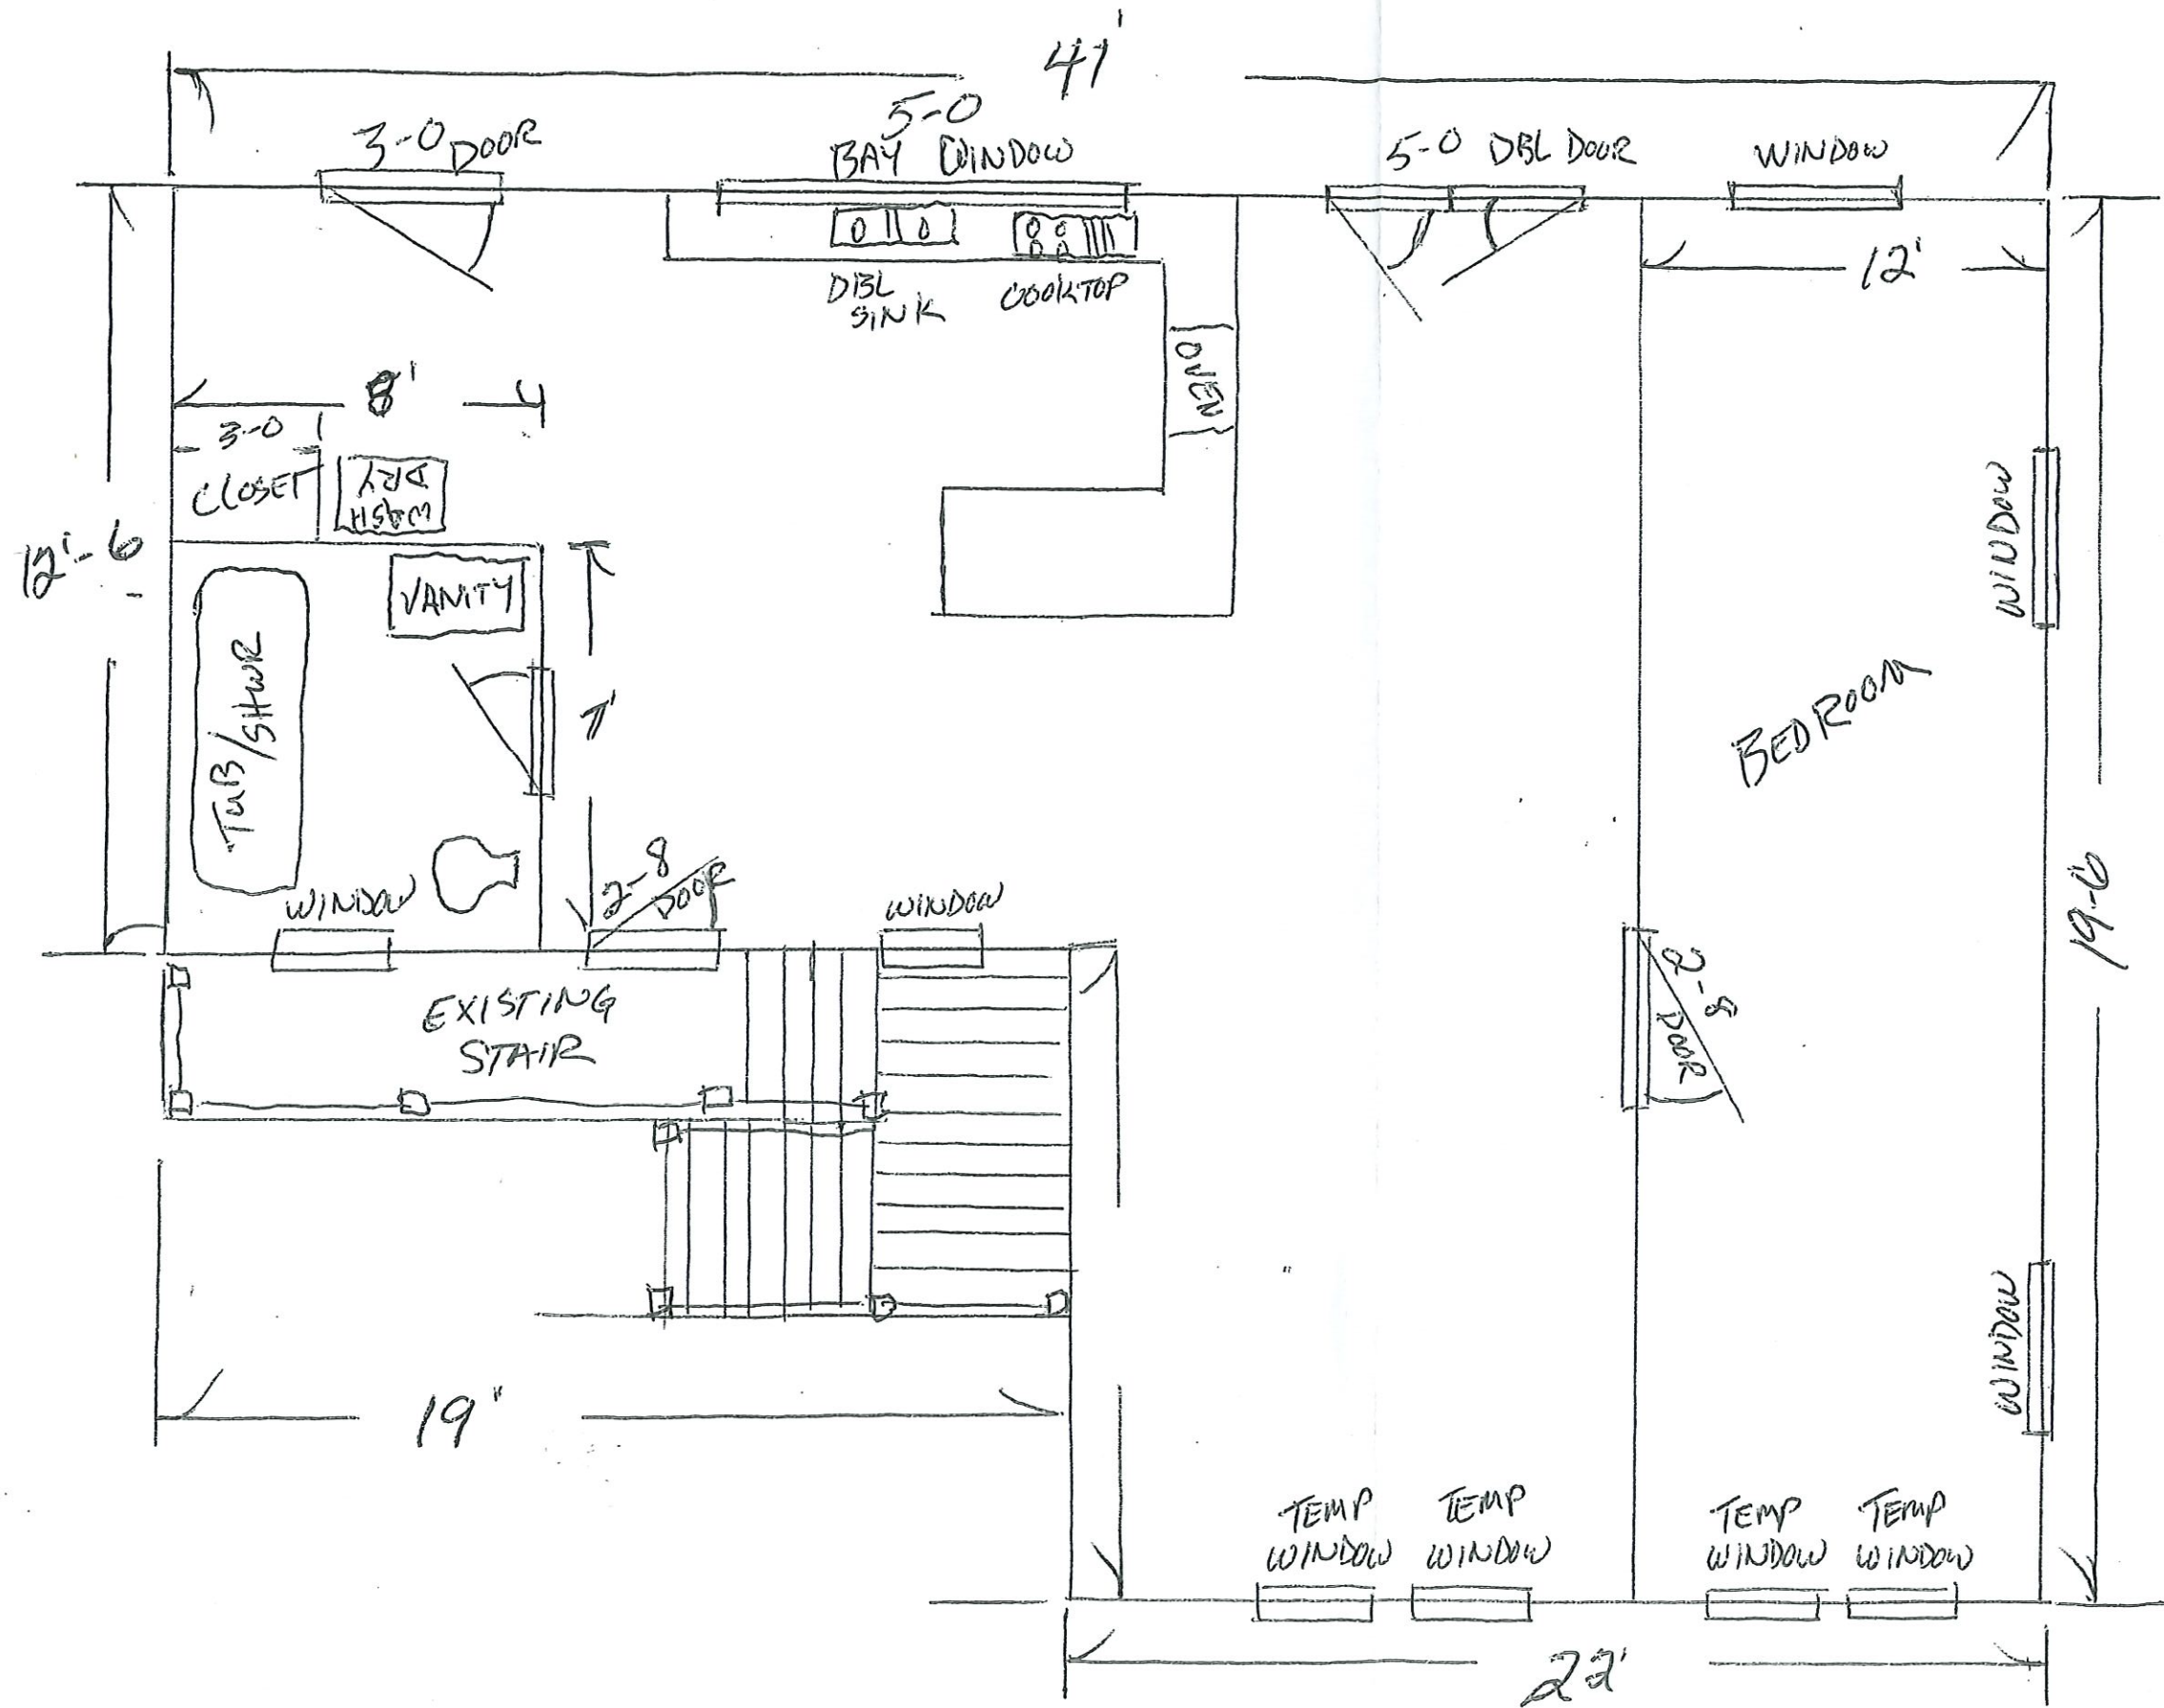 41'
5-0
3-0 DOOR
BAY WINDOW
5-0 DBL DOOR
WINDOW
12'
DBL
SINK
COOKTOP
OVEN
8'
3-0
CLOSET
DRY
WASH
12'-6
VANITY
WINDOW
TUB/SHWR
7'
BEDROOM
2-8
DOOR
WINDOW
WINDOW
19-6
EXISTING
STAIR
2-8
DOOR
WINDOW
19"
TEMP
WINDOW
TEMP
WINDOW
TEMP
WINDOW
TEMP
WINDOW
22'